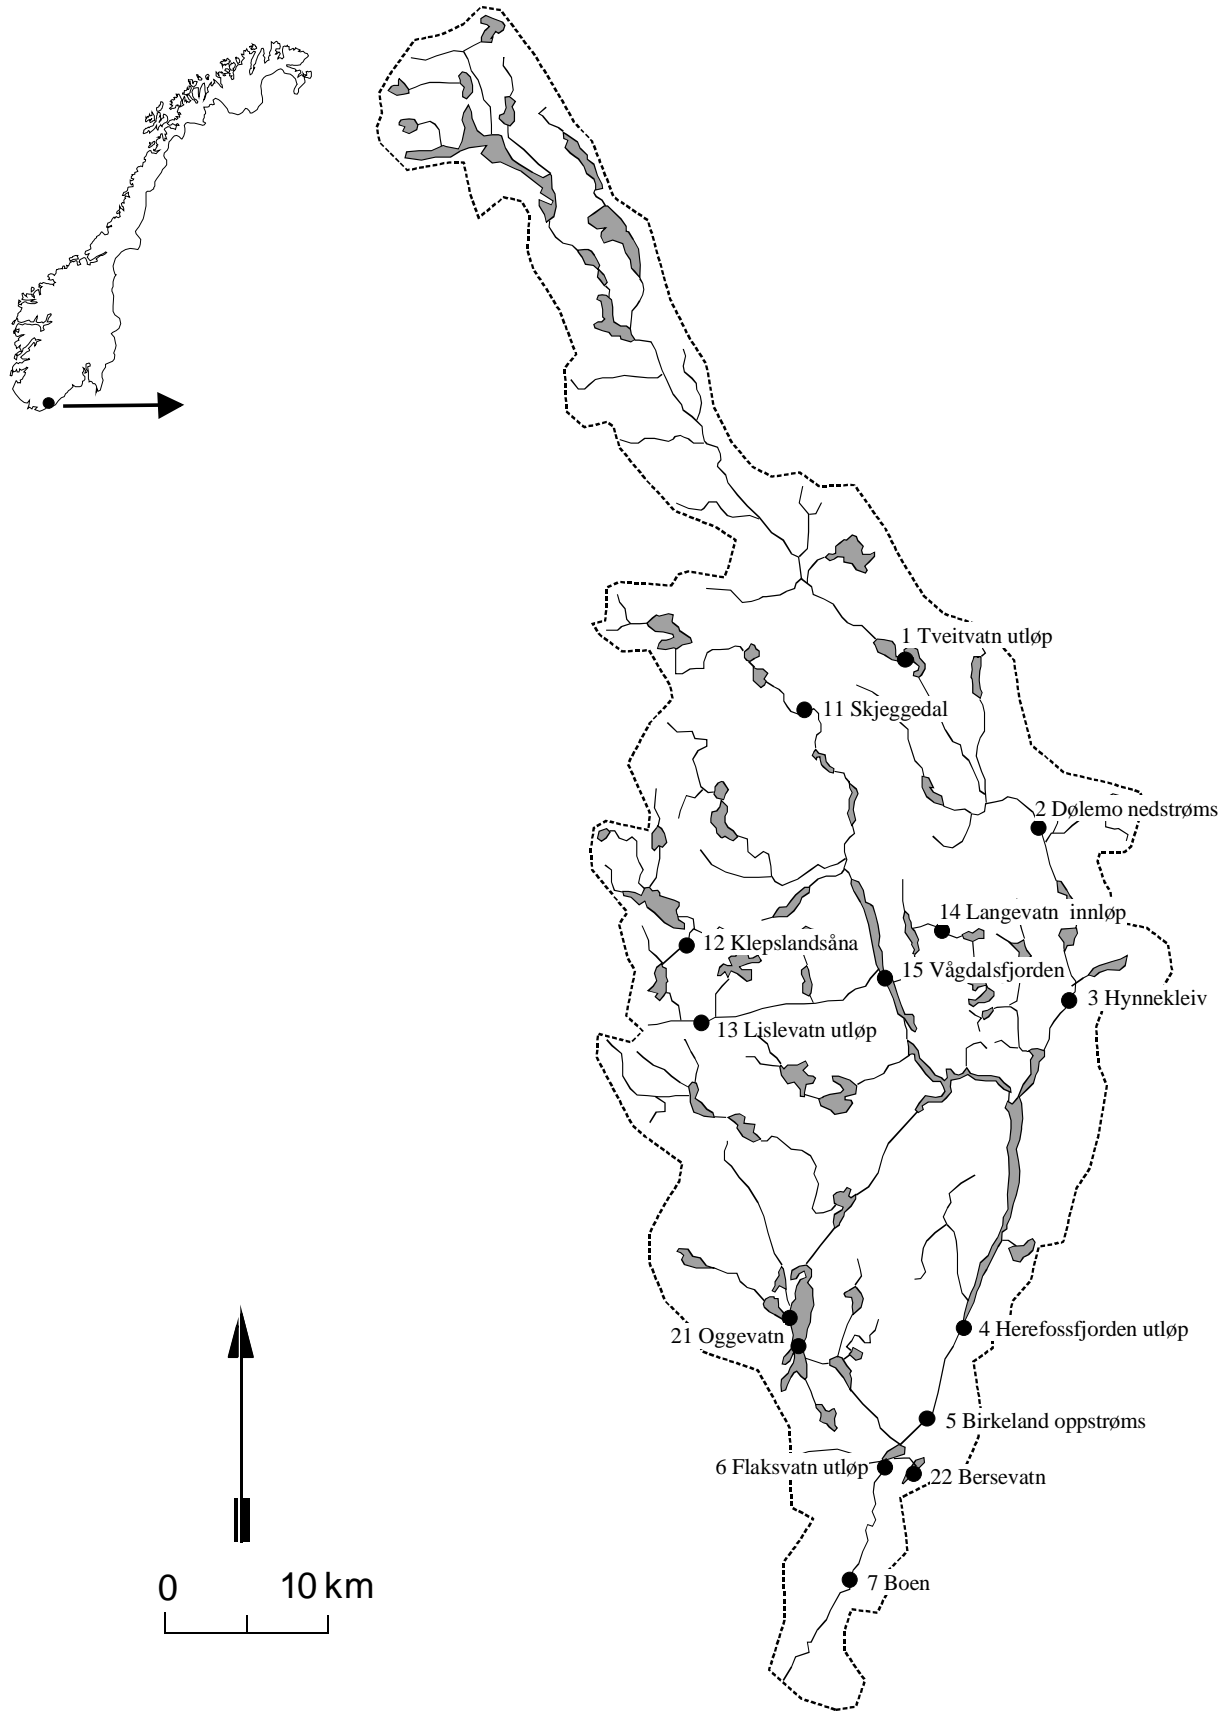 1 Tveitvatn utløp
11 Skjeggedal
2 Dølemo nedstrøms
14 Langevatn innløp
12 Klepslandsåna
15 Vågdalsfjorden
3 Hynnekleiv
13 Lislevatn utløp
4 Herefossfjorden utløp
21 Oggevatn
5 Birkeland oppstrøms
6 Flaksvatn utløp
22 Bersevatn
7 Boen
0 10 km